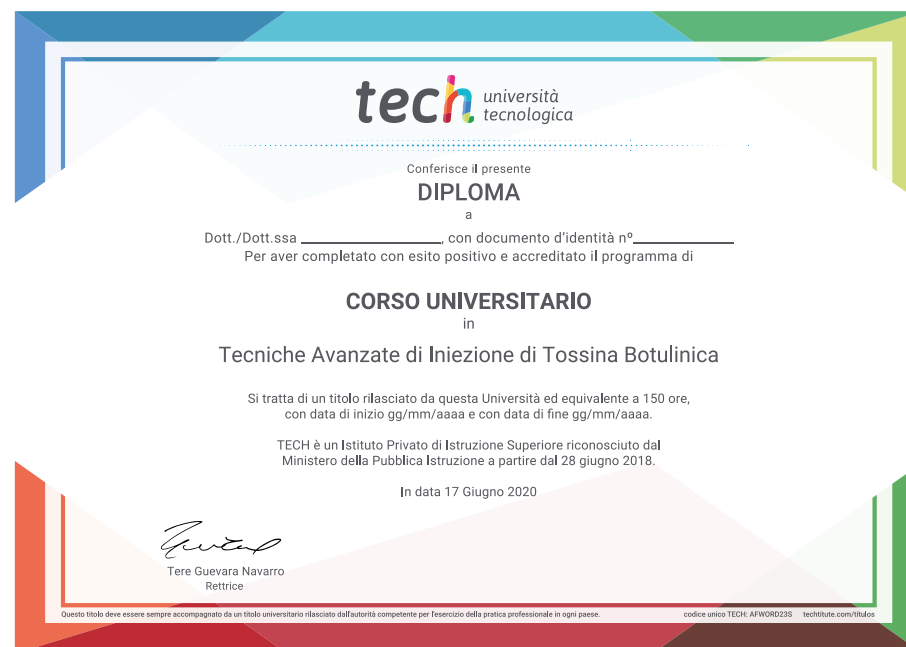 tech università
tecnologica
Conferisce il presente
DIPLOMA
a
Dott./Dott.ssa ____________________, con documento d'identità nº______________
Per aver completato con esito positivo e accreditato il programma di
CORSO UNIVERSITARIO
in
Tecniche Avanzate di Iniezione di Tossina Botulinica
Si tratta di un titolo rilasciato da questa Università ed equivalente a 150 ore,
con data di inizio gg/mm/aaaa e con data di fine gg/mm/aaaa.
TECH è un Istituto Privato di Istruzione Superiore riconosciuto dal
Ministero della Pubblica Istruzione a partire dal 28 giugno 2018.
In data 17 Giugno 2020
Tere Guevara Navarro
Rettrice
Questo titolo deve essere sempre accompagnato da un titolo universitario rilasciato dall'autorità competente per l'esercizio della pratica professionale in ogni paese. codice unico TECH: AFWORD23S techtitute.com/títulos